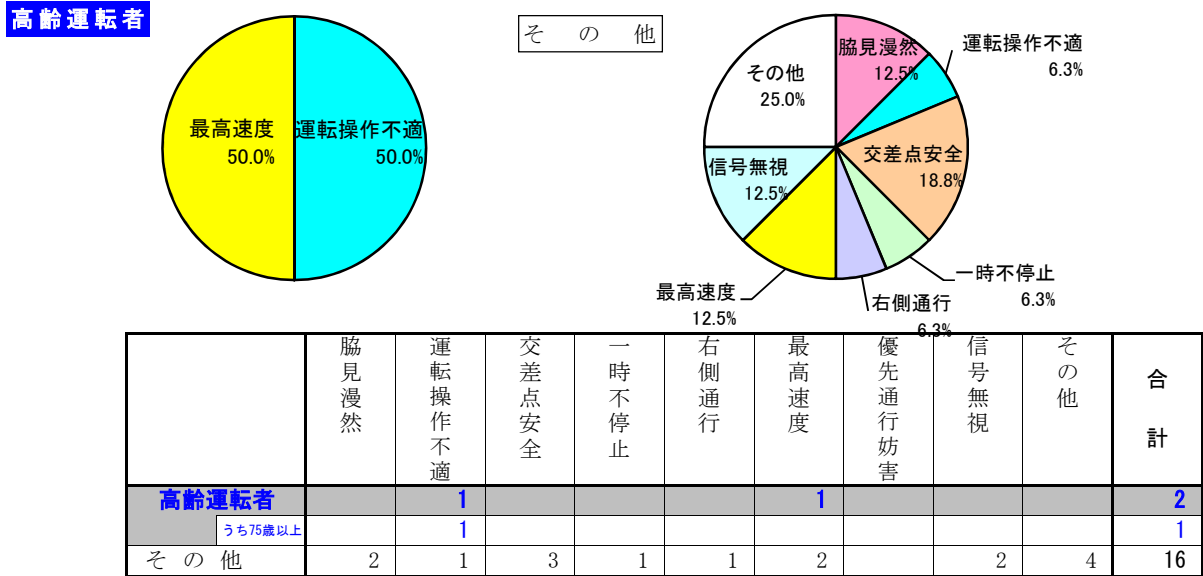 高齢運転者
そ の 他
最高速度
50.0%
運転操作不適
50.0%
脇見漫然
12.5%
運転操作不適
6.3%
交差点安全
18.8%
一時不停止
6.3%
右側通行
6.3%
最高速度
12.5%
信号無視
12.5%
その他
25.0%
脇見漫然 運転操作不適 交差点安全 一時不停止 右側通行 最高速度 優先通行妨害 信号無視 その他 合計
高齢運転者 1 1 2
うち75歳以上 1 1
そ の 他 2 1 3 1 1 2 2 4 16